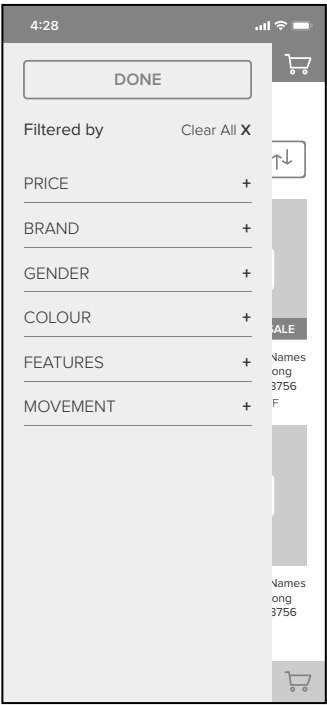 4:28
DONE
Filtered by Clear All X
PRICE +
BRAND +
GENDER +
COLOUR +
FEATURES +
MOVEMENT +
ALE
Names
ong
3756
F
Names
ong
3756